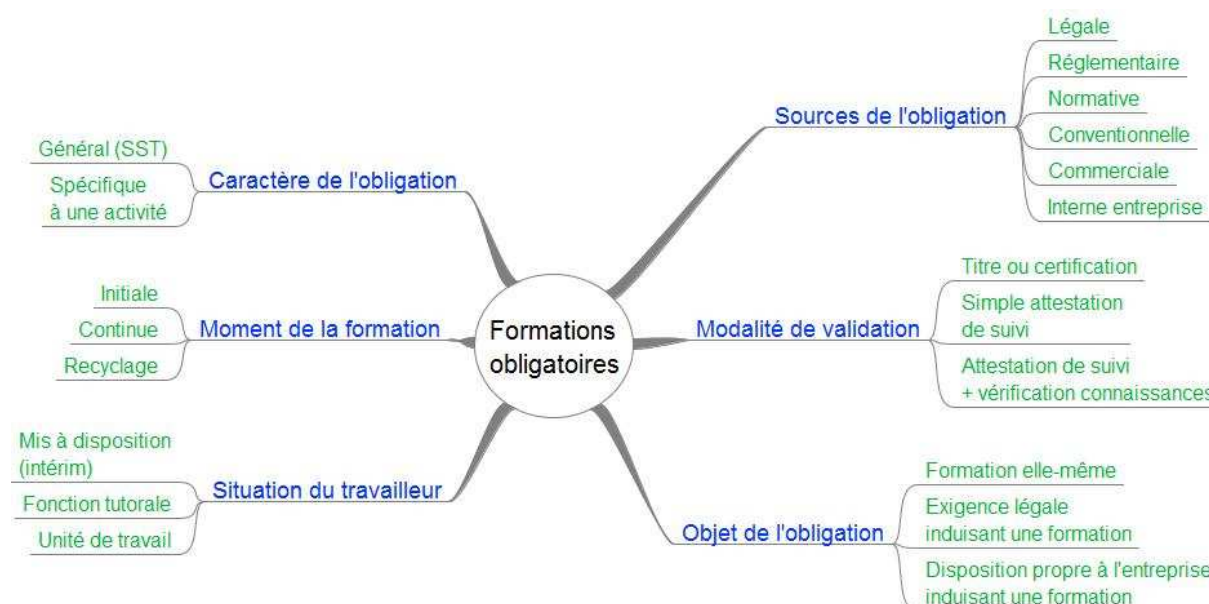 Formations
obligatoires
Sources de l'obligation
Légale
Réglementaire
Normative
Conventionnelle
Commerciale
Interne entreprise
Modalité de validation
Titre ou certification
Simple attestation
de suivi
Attestation de suivi
+ vérification connaissances
Objet de l'obligation
Formation elle-même
Exigence légale
induisant une formation
Disposition propre à l'entreprise
induisant une formation
Caractère de l'obligation
Général (SST)
Spécifique
à une activité
Moment de la formation
Initiale
Continue
Recyclage
Situation du travailleur
Mis à disposition
(intérim)
Fonction tutorale
Unité de travail